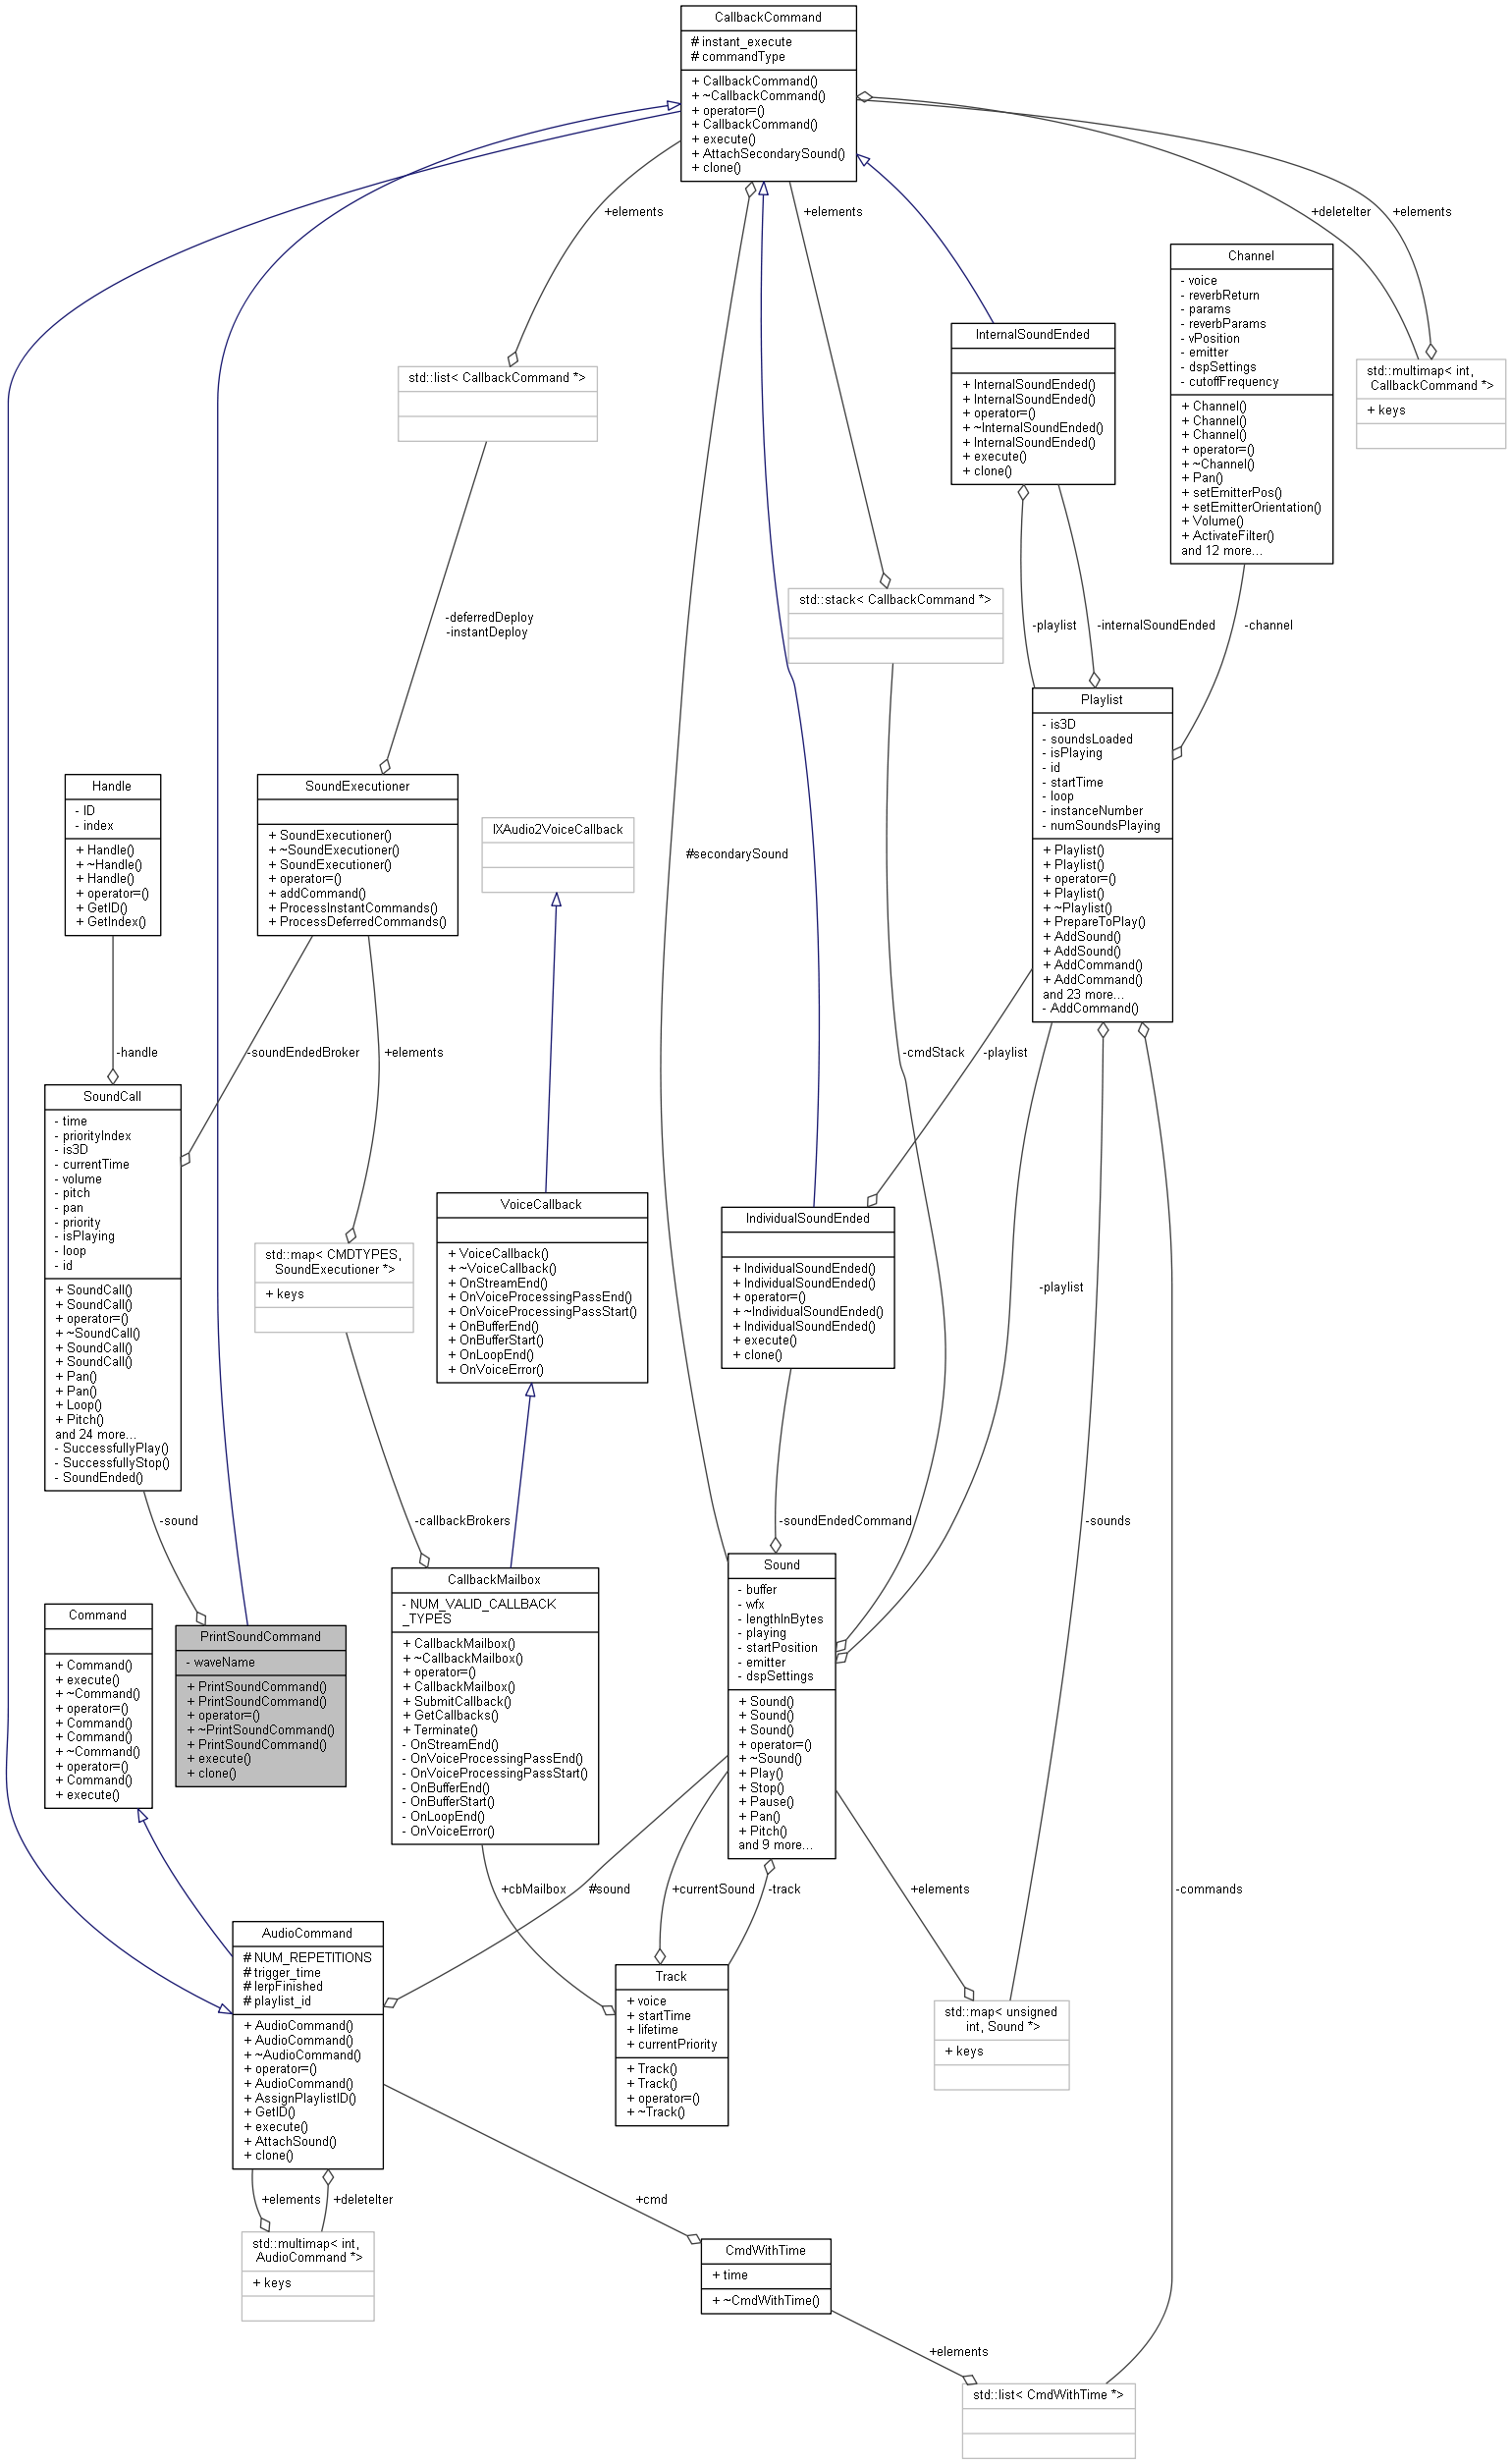 CallbackCommand
# instant_execute
# commandType
+ CallbackCommand()
+ ~CallbackCommand()
+ operator=()
+ CallbackCommand()
+ execute()
+ AttachSecondarySound()
+ clone()
+elements
+elements
+deleteIter
+elements
Channel
- voice
- reverbReturn
- params
- reverbParams
- vPosition
- emitter
- dspSettings
- cutoffFrequency
+ Channel()
+ Channel()
+ Channel()
+ operator=()
+ ~Channel()
+ Pan()
+ setEmitterPos()
+ setEmitterOrientation()
+ Volume()
+ ActivateFilter()
and 12 more...
InternalSoundEnded
+ InternalSoundEnded()
+ InternalSoundEnded()
+ operator=()
+ ~InternalSoundEnded()
+ InternalSoundEnded()
+ execute()
+ clone()
std::multimap< int,
CallbackCommand *>
+ keys
std::list< CallbackCommand *>
std::stack< CallbackCommand *>
-deferredDeploy
-instantDeploy
-playlist
-internalSoundEnded
-channel
Playlist
- is3D
- soundsLoaded
- isPlaying
- id
- startTime
- loop
- instanceNumber
- numSoundsPlaying
+ Playlist()
+ Playlist()
+ operator=()
+ Playlist()
+ ~Playlist()
+ PrepareToPlay()
+ AddSound()
+ AddSound()
+ AddCommand()
+ AddCommand()
and 23 more...
- AddCommand()
Handle
- ID
- index
+ Handle()
+ ~Handle()
+ Handle()
+ operator=()
+ GetID()
+ GetIndex()
SoundExecutioner
+ SoundExecutioner()
+ ~SoundExecutioner()
+ SoundExecutioner()
+ operator=()
+ addCommand()
+ ProcessInstantCommands()
+ ProcessDeferredCommands()
IXAudio2VoiceCallback
#secondarySound
-handle
-soundEndedBroker
+elements
-cmdStack
-playlist
SoundCall
- time
- priorityIndex
- is3D
- currentTime
- volume
- pitch
- pan
- priority
- isPlaying
- loop
- id
+ SoundCall()
+ SoundCall()
+ operator=()
+ ~SoundCall()
+ SoundCall()
+ SoundCall()
+ Pan()
+ Pan()
+ Loop()
+ Pitch()
and 24 more...
- SuccessfullyPlay()
- SuccessfullyStop()
- SoundEnded()
std::map< CMDTYPES,
SoundExecutioner *>
+ keys
VoiceCallback
+ VoiceCallback()
+ ~VoiceCallback()
+ OnStreamEnd()
+ OnVoiceProcessingPassEnd()
+ OnVoiceProcessingPassStart()
+ OnBufferEnd()
+ OnBufferStart()
+ OnLoopEnd()
+ OnVoiceError()
IndividualSoundEnded
+ IndividualSoundEnded()
+ IndividualSoundEnded()
+ operator=()
+ ~IndividualSoundEnded()
+ IndividualSoundEnded()
+ execute()
+ clone()
-playlist
-sound
-callbackBrokers
-soundEndedCommand
-sounds
Command
+ Command()
+ execute()
+ ~Command()
+ operator=()
+ Command()
+ Command()
+ ~Command()
+ operator=()
+ Command()
+ execute()
PrintSoundCommand
- waveName
+ PrintSoundCommand()
+ PrintSoundCommand()
+ operator=()
+ ~PrintSoundCommand()
+ PrintSoundCommand()
+ execute()
+ clone()
CallbackMailbox
- NUM_VALID_CALLBACK
_TYPES
+ CallbackMailbox()
+ ~CallbackMailbox()
+ operator=()
+ CallbackMailbox()
+ SubmitCallback()
+ GetCallbacks()
+ Terminate()
- OnStreamEnd()
- OnVoiceProcessingPassEnd()
- OnVoiceProcessingPassStart()
- OnBufferEnd()
- OnBufferStart()
- OnLoopEnd()
- OnVoiceError()
Sound
- buffer
- wfx
- lengthInBytes
- playing
- startPosition
- emitter
- dspSettings
+ Sound()
+ Sound()
+ Sound()
+ operator=()
+ ~Sound()
+ Play()
+ Stop()
+ Pause()
+ Pan()
+ Pitch()
and 9 more...
+cbMailbox
#sound
+currentSound
-track
+elements
-commands
AudioCommand
# NUM_REPETITIONS
# trigger_time
# lerpFinished
# playlist_id
+ AudioCommand()
+ AudioCommand()
+ ~AudioCommand()
+ operator=()
+ AudioCommand()
+ AssignPlaylistID()
+ GetID()
+ execute()
+ AttachSound()
+ clone()
Track
+ voice
+ startTime
+ lifetime
+ currentPriority
+ Track()
+ Track()
+ operator=()
+ ~Track()
std::map< unsigned
int, Sound *>
+ keys
+elements
+deleteIter
+cmd
std::multimap< int,
AudioCommand *>
+ keys
CmdWithTime
+ time
+ ~CmdWithTime()
+elements
std::list< CmdWithTime *>